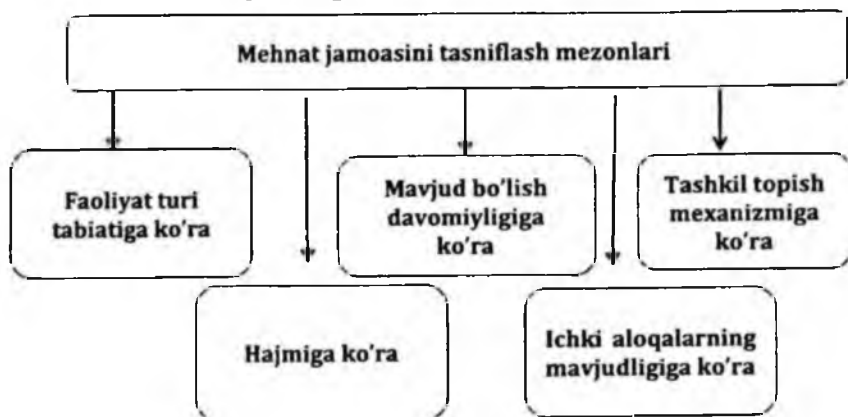 Mehnat jamoasini tasniflash mezonlari
Faoliyat turi
tabiatiga ko'ra
Mavjud bo'lish
davomiyligiga
ko'ra
Tashkil topish
mexanizmiga
ko'ra
Hajmiga ko'ra
Ichki aloqalarning
mavjudligiga ko'ra